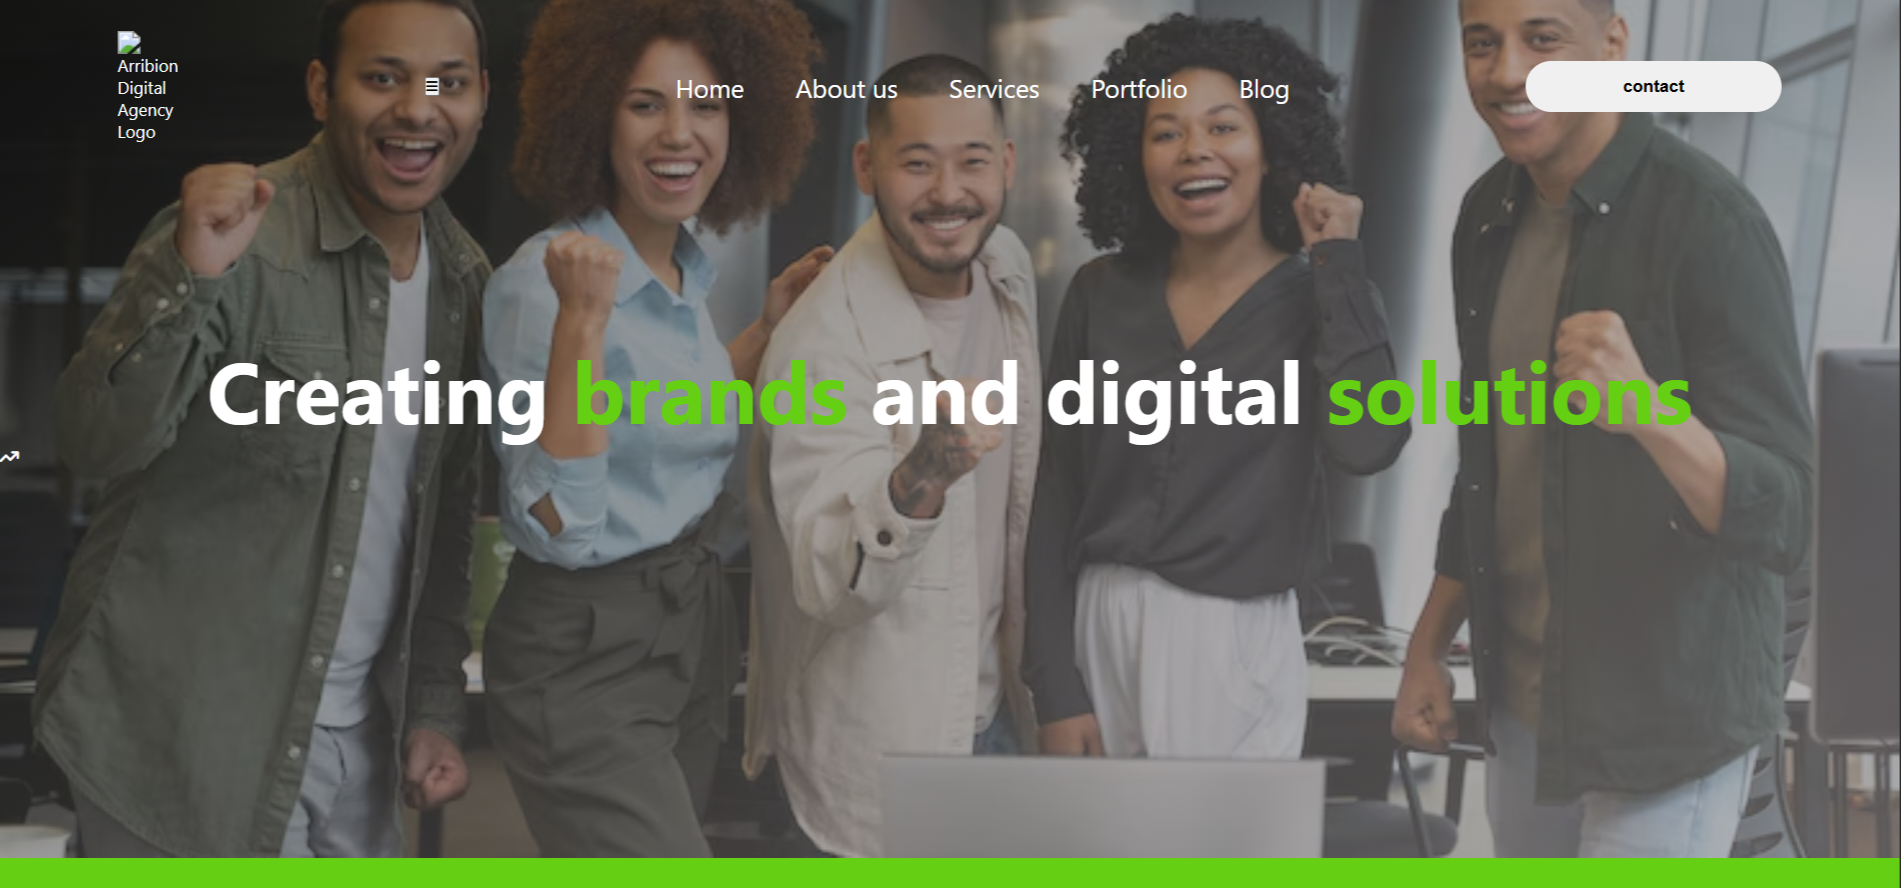 Arribion
Digital
Agency
Logo
Home About us Services Portfolio Blog
contact
Creating brands and digital solutions